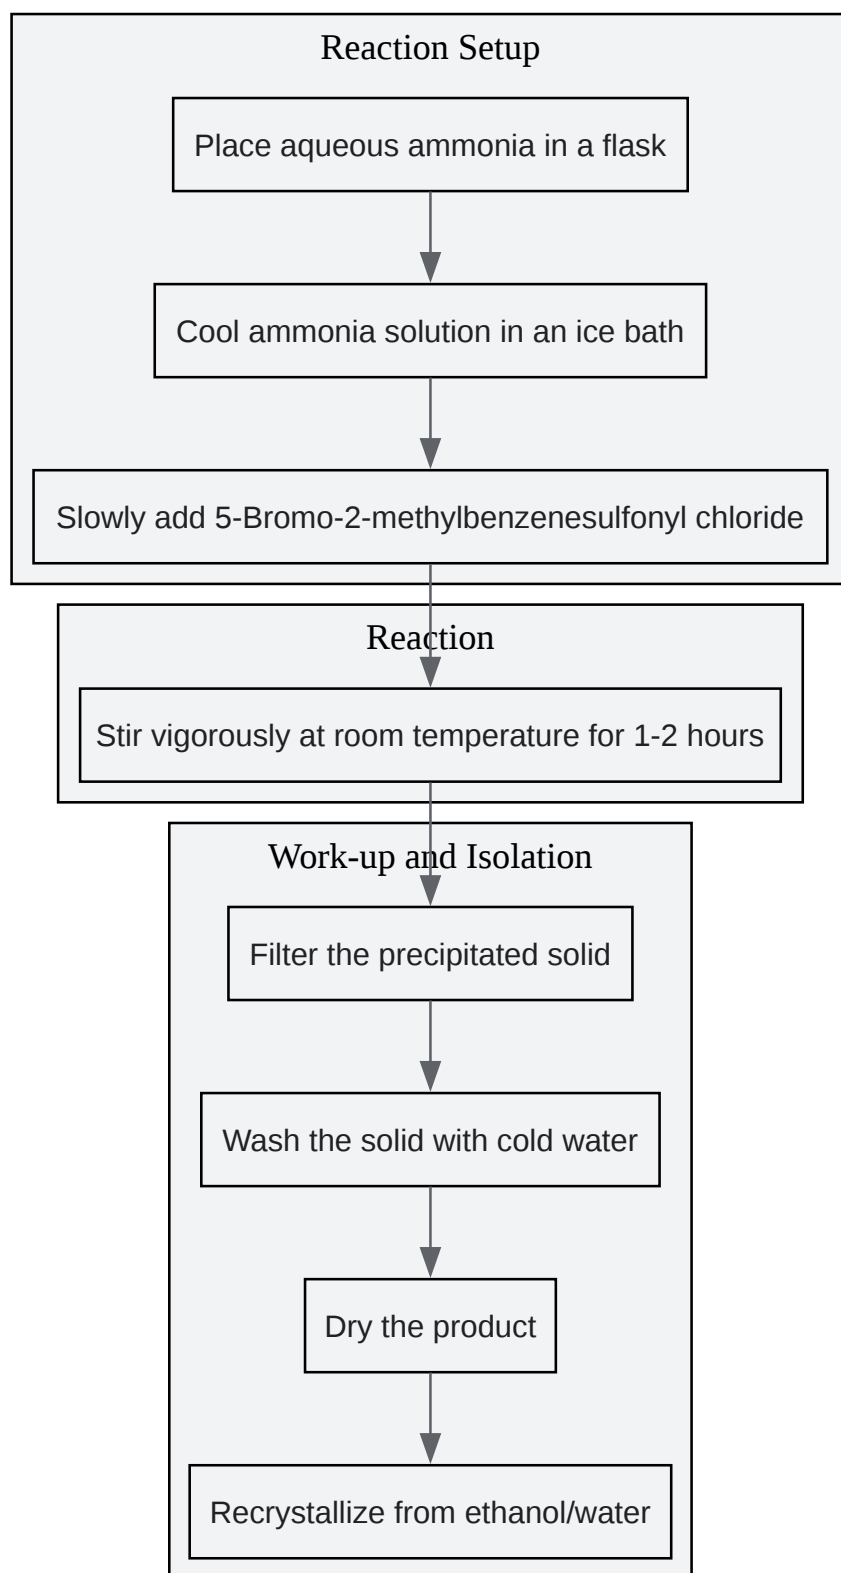 Reaction Setup
Place aqueous ammonia in a flask
Cool ammonia solution in an ice bath
Slowly add 5-Bromo-2-methylbenzenesulfonyl chloride
Reaction
Stir vigorously at room temperature for 1-2 hours
Work-up and Isolation
Filter the precipitated solid
Wash the solid with cold water
Dry the product
Recrystallize from ethanol/water